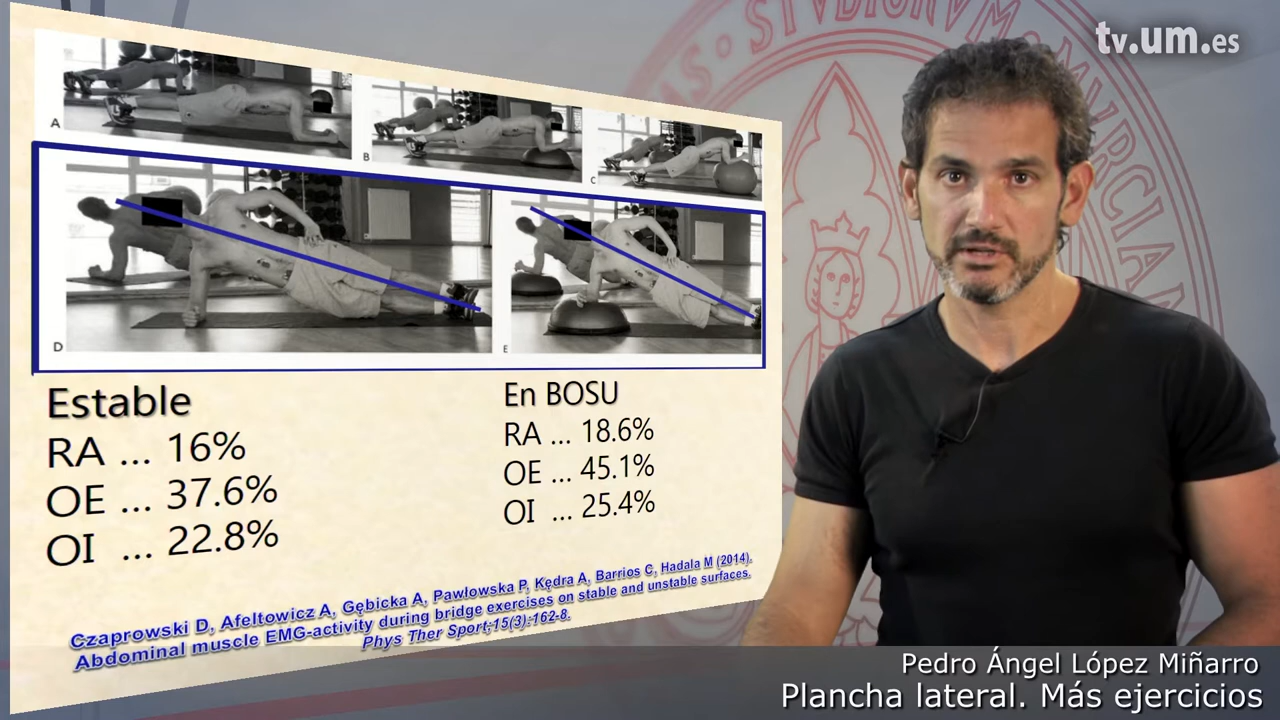 tv.um.es
STVDIORVM
MVRCIAN
A
B
C
D
E
Estable
RA ... 16%
OE ... 37.6%
OI ... 22.8%
En BOSU
RA ... 18.6%
OE ... 45.1%
OI ... 25.4%
Czaprowski D, Afeltowicz A, Gębicka A, Pawłowska P, Kędra A, Barrios C, Hadała M (2014).
Abdominal muscle EMG-activity during bridge exercises on stable and unstable surfaces.
Phys Ther Sport;15(3):162-8.
Pedro Ángel López Miñarro
Plancha lateral. Más ejercicios